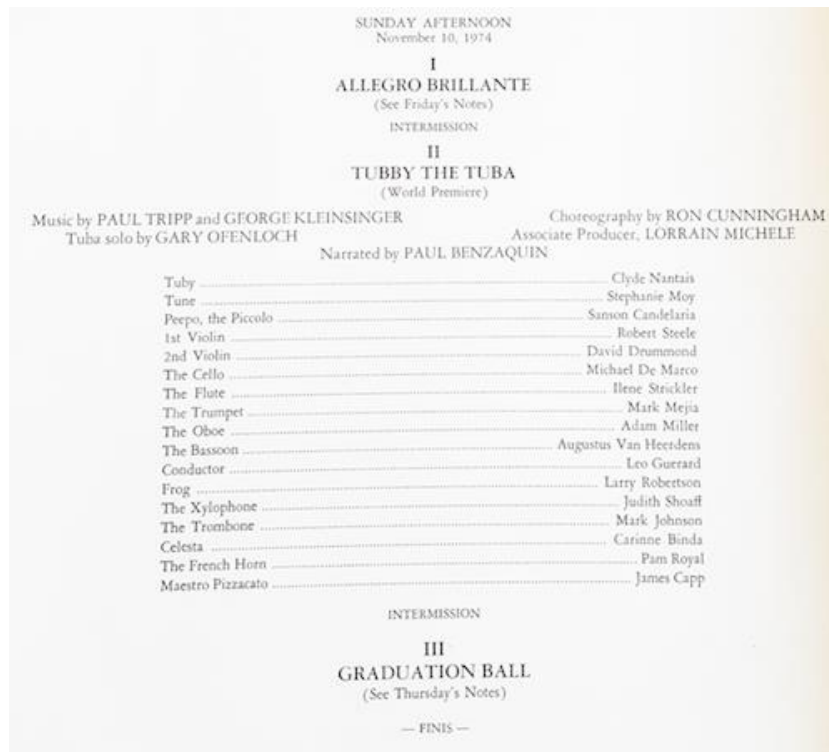 SUNDAY AFTERNOON
November 10, 1974
I
ALLEGRO BRILLANTE
(See Friday's Notes)
INTERMISSION
II
TUBBY THE TUBA
(World Premiere)
Music by PAUL TRIPP and GEORGE KLEINSINGER Choreography by RON CUNNINGHAM
Tuba solo by GARY OFENLOCH Associate Producer, LORRAIN MICHELE
Narrated by PAUL BENZAQUIN
Tuby Clyde Nantais
Tune Stephanie Moy
Peepo, the Piccolo Sanson Candelaria
1st Violin Robert Steele
2nd Violin David Drummond
The Cello Michael De Marco
The Flute Ilene Strickler
The Trumpet Mark Mejia
The Oboe Adam Miller
The Bassoon Augustus Van Heerdens
Conductor Leo Guerard
Frog Larry Robertson
The Xylophone Judith Shoaff
The Trombone Mark Johnson
Celesta Carinne Binda
The French Horn Pam Royal
Maestro Pizzacato James Capp
INTERMISSION
III
GRADUATION BALL
(See Thursday's Notes)
— FINIS —